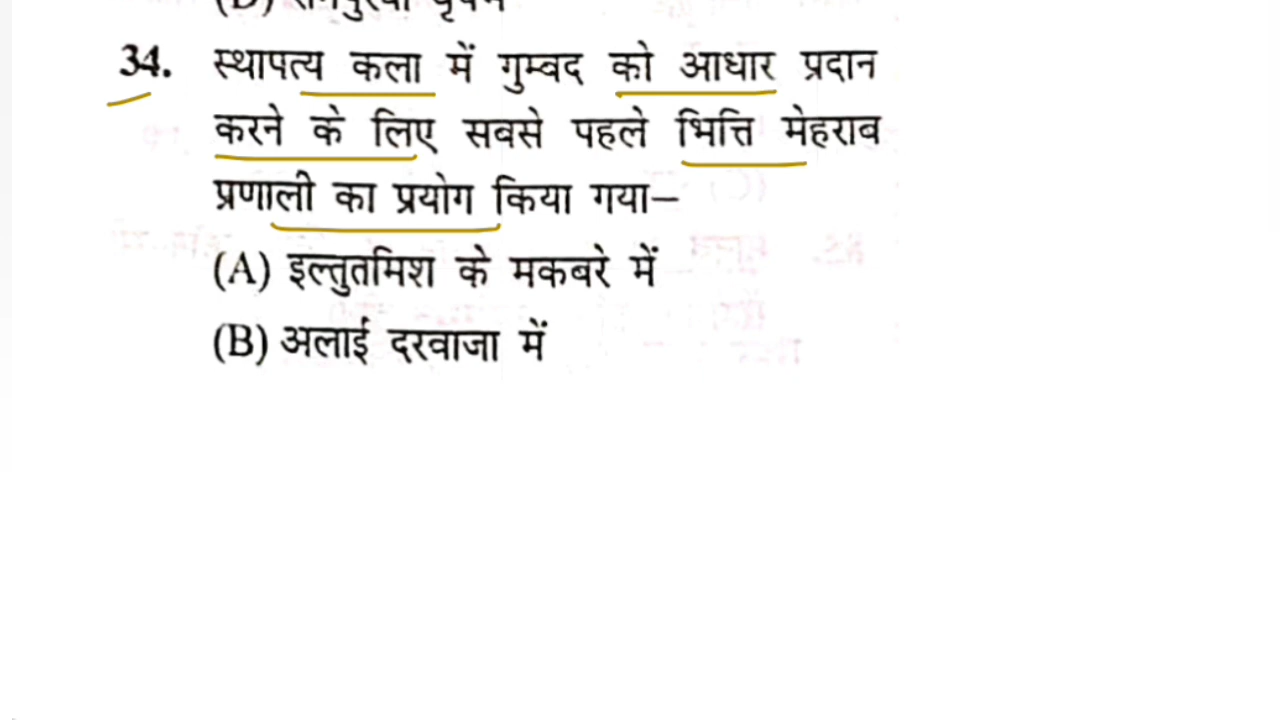 34. स्थापत्य कला में गुम्वद को आधार प्रदान
करने के लिए सबसे पहले भित्ति मेहराब
प्रणाली का प्रयोग किया गया–
(A) इल्तुतमिश के मकबरे में
(B) अलाई दरवाजा में